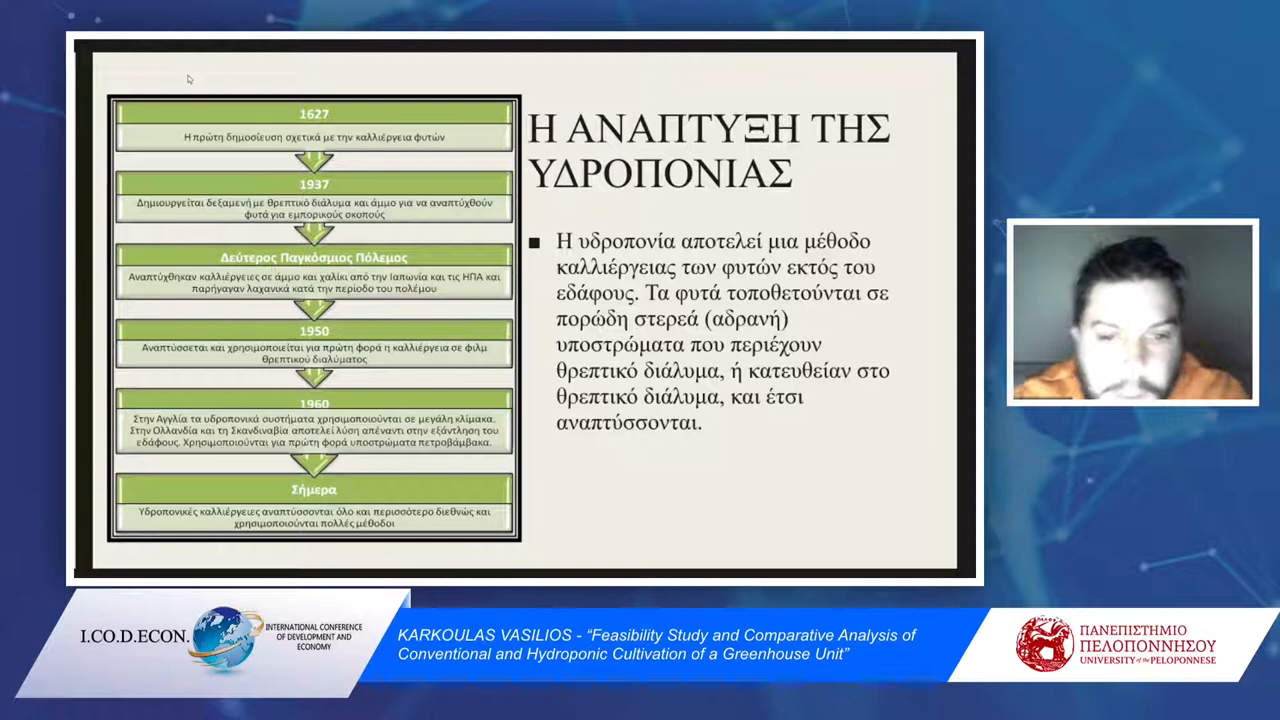 1627
Η πρώτη δημοσίευση σχετικά με την καλλιέργεια φυτών
1937
Δημιουργείται δεξαμενή με θρεπτικό διάλυμα και άμμο για να αναπτύχθούν
φυτά για εμπορικούς σκοπούς
Δεύτερος Παγκόσμιος Πόλεμος
Αναπτύχθηκαν καλλιέργειες σε άμμο και χαλίκι από την Ιαπωνία και τις ΗΠΑ και
παρήγαγαν λαχανικά κατά την περίοδο του πολέμου
1950
Αναπτύσσεται και χρησιμοποιείται για πρώτη φορά η καλλιέργεια σε φιλμ
θρεπτικού διαλύματος
1960
Στην Αγγλία τα υδροπονικά συστήματα χρησιμοποιούνται σε μεγάλη κλίμακα.
Στην Ολλανδία και τη Σκανδιναβία αποτελεί λύση απέναντι στην εξάντληση του
εδάφους. Χρησιμοποιούνται για πρώτη φορά υποστρώματα πετροβάμβακα.
Σήμερα
Υδροπονικές καλλιέργειες αναπτύσσονται όλο και περισσότερο διεθνώς και
χρησιμοποιούνται πολλές μέθοδοι
Η ΑΝΑΠΤΥΞΗ ΤΗΣ
ΥΔΡΟΠΟΝΙΑΣ
■ Η υδροπονία αποτελεί μια μέθοδο
καλλιέργειας των φυτών εκτός του
εδάφους. Τα φυτά τοποθετούνται σε
πορώδη στερεά (αδρανή)
υποστρώματα που περιέχουν
θρεπτικό διάλυμα, ή κατευθείαν στο
θρεπτικό διάλυμα, και έτσι
αναπτύσσονται.
I.CO.D.ECON.
INTERNATIONAL CONFERENCE
OF DEVELOPMENT AND
ECONOMY
KARKOULAS VASILIOS - “Feasibility Study and Comparative Analysis of
Conventional and Hydroponic Cultivation of a Greenhouse Unit”
ΠΑΝΕΠΙΣΤΗΜΙΟ
ΠΕΛΟΠΟΝΝΗΣΟΥ
UNIVERSITY of the PELOPONNESE